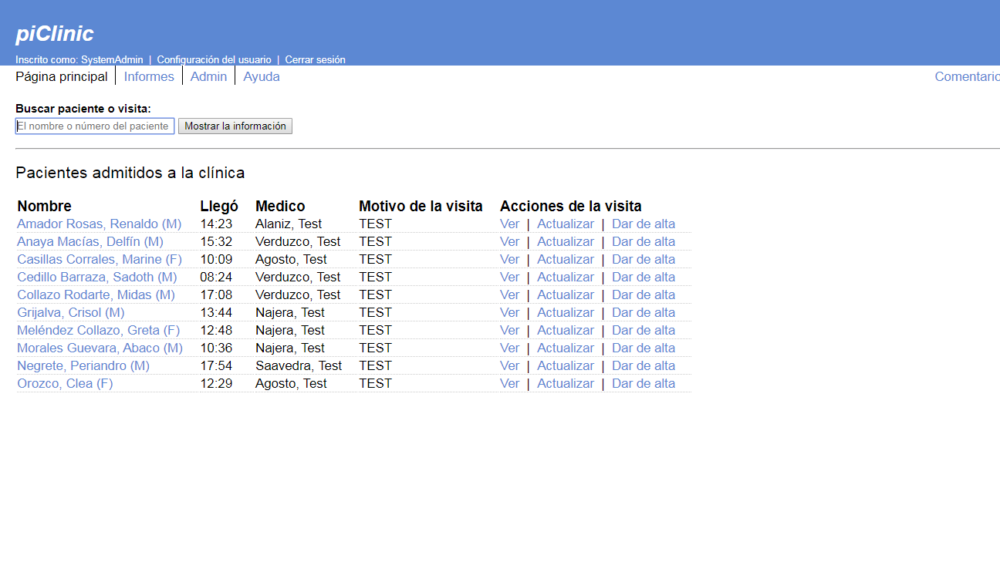 piClinic
Inscrito como: SystemAdmin | Configuración del usuario | Cerrar sesión
Página principal | Informes | Admin | Ayuda Comentario
Buscar paciente o visita:
El nombre o número del paciente Mostrar la información
Pacientes admitidos a la clínica
Nombre Llegó Medico Motivo de la visita Acciones de la visita
Amador Rosas, Renaldo (M) 14:23 Alaniz, Test TEST Ver | Actualizar | Dar de alta
Anaya Macías, Delfín (M) 15:32 Verduzco, Test TEST Ver | Actualizar | Dar de alta
Casillas Corrales, Marine (F) 10:09 Agosto, Test TEST Ver | Actualizar | Dar de alta
Cedillo Barraza, Sadoth (M) 08:24 Verduzco, Test TEST Ver | Actualizar | Dar de alta
Collazo Rodarte, Midas (M) 17:08 Verduzco, Test TEST Ver | Actualizar | Dar de alta
Grijalva, Crisol (M) 13:44 Najera, Test TEST Ver | Actualizar | Dar de alta
Meléndez Collazo, Greta (F) 12:48 Najera, Test TEST Ver | Actualizar | Dar de alta
Morales Guevara, Abaco (M) 10:36 Najera, Test TEST Ver | Actualizar | Dar de alta
Negrete, Periandro (M) 17:54 Saavedra, Test TEST Ver | Actualizar | Dar de alta
Orozco, Clea (F) 12:29 Agosto, Test TEST Ver | Actualizar | Dar de alta